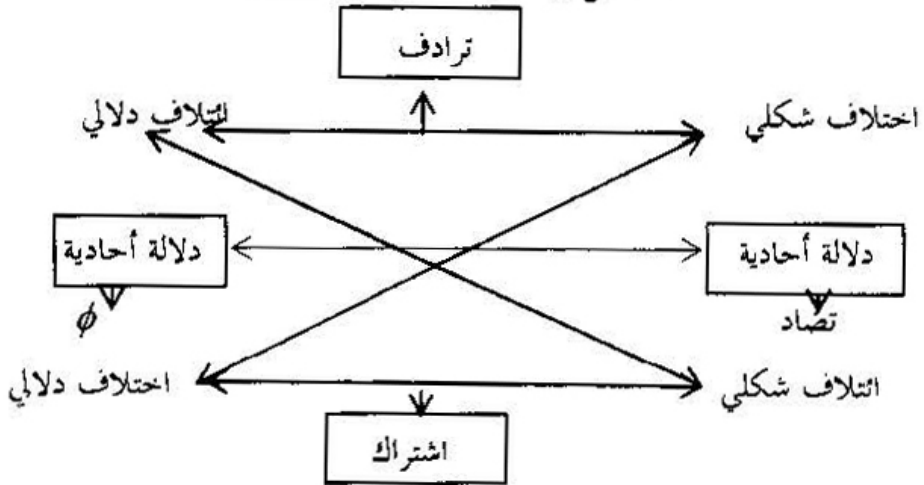 ترادف
اختلاف شكلي
ائتلاف دلالي
دلالة أحادية
دلالة أحادية
تضاد
ϕ
ائتلاف شكلي
اختلاف دلالي
اشتراك